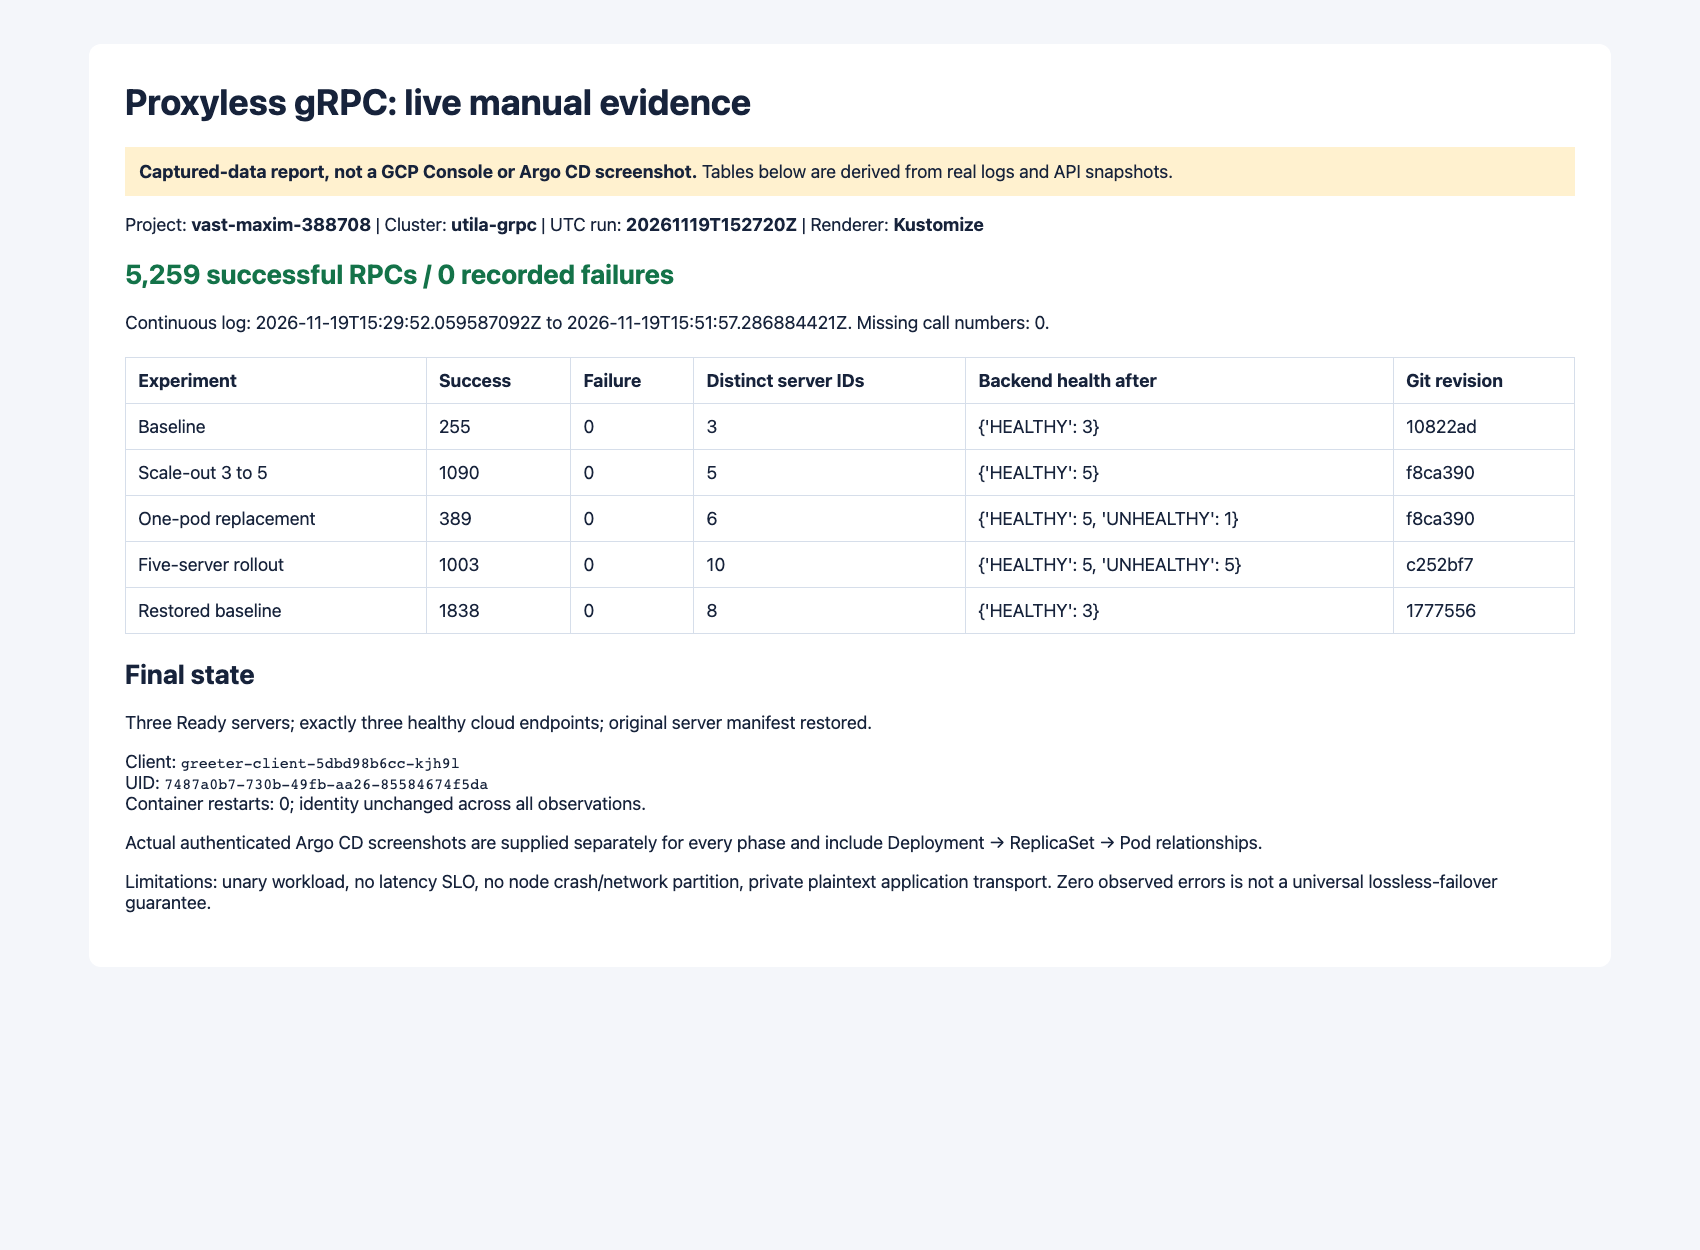 Proxyless gRPC: live manual evidence
Captured-data report, not a GCP Console or Argo CD screenshot. Tables below are derived from real logs and API snapshots.
Project: vast-maxim-388708 | Cluster: utila-grpc | UTC run: 20261119T152720Z | Renderer: Kustomize
5,259 successful RPCs / 0 recorded failures
Continuous log: 2026-11-19T15:29:52.059587092Z to 2026-11-19T15:51:57.286884421Z. Missing call numbers: 0.
Experiment Success Failure Distinct server IDs Backend health after Git revision
Baseline 255 0 3 {'HEALTHY': 3} 10822ad
Scale-out 3 to 5 1090 0 5 {'HEALTHY': 5} f8ca390
One-pod replacement 389 0 6 {'HEALTHY': 5, 'UNHEALTHY': 1} f8ca390
Five-server rollout 1003 0 10 {'HEALTHY': 5, 'UNHEALTHY': 5} c252bf7
Restored baseline 1838 0 8 {'HEALTHY': 3} 1777556
Final state
Three Ready servers; exactly three healthy cloud endpoints; original server manifest restored.
Client: greeter-client-5dbd98b6cc-kjh9l
UID: 7487a0b7-730b-49fb-aa26-85584674f5da
Container restarts: 0; identity unchanged across all observations.
Actual authenticated Argo CD screenshots are supplied separately for every phase and include Deployment → ReplicaSet → Pod relationships.
Limitations: unary workload, no latency SLO, no node crash/network partition, private plaintext application transport. Zero observed errors is not a universal lossless-failover
guarantee.